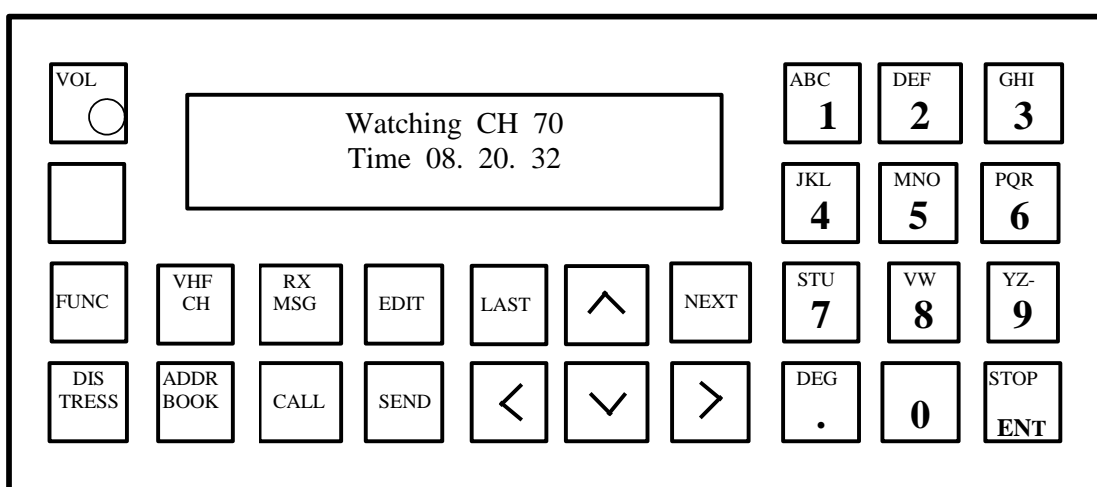 VOL
Watching CH 70
Time 08. 20. 32
ABC
1
DEF
2
GHI
3
JKL
4
MNO
5
PQR
6
FUNC
VHF
CH
RX
MSG
EDIT
LAST
NEXT
STU
7
VW
8
YZ-
9
DIS
TRESS
ADDR
BOOK
CALL
SEND
DEG
.
0
STOP
ENT